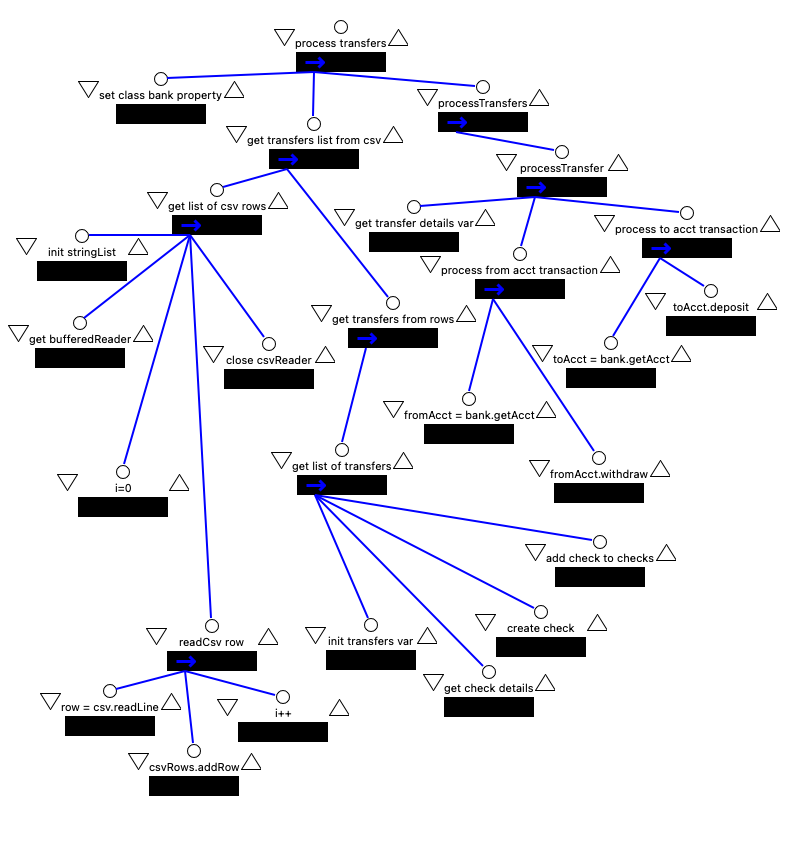 process transfers
set class bank property
processTransfers
get transfers list from csv
processTransfer
get list of csv rows
get transfer details var
process to acct transaction
init stringList
process from acct transaction
toAcct.deposit
get transfers from rows
get bufferedReader
close csvReader
toAcct = bank.getAcct
fromAcct = bank.getAcct
get list of transfers
fromAcct.withdraw
i=0
add check to checks
create check
readCsv row
init transfers var
get check details
row = csv.readLine
i++
csvRows.addRow